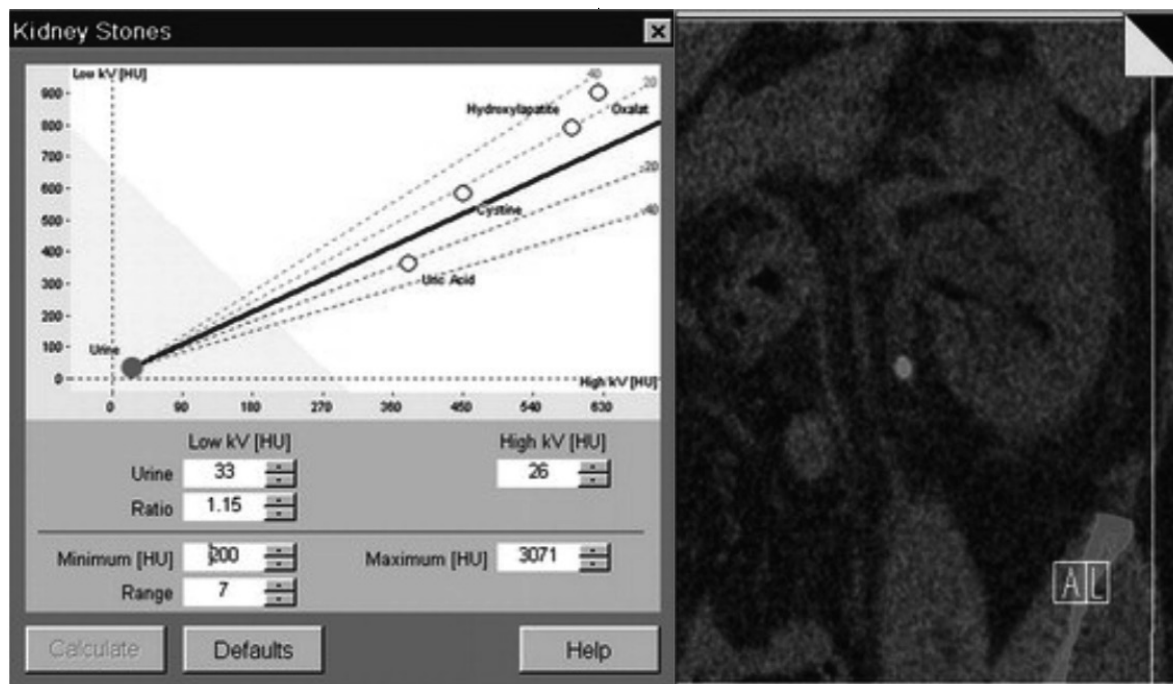 Kidney Stones
Low kV [HU]
40
20
900
Hydroxylapatite
Oxalat
800
700
600
20
500
Cystine
40
400
300
Uric Acid
200
100
Urine
0
High kV [HU]
0 90 180 270 360 450 540 630
Low kV [HU] High kV [HU]
Urine 33 26
Ratio 1.15
Minimum [HU] 200 Maximum [HU] 3071
Range 7
Calculate Defaults Help
A L